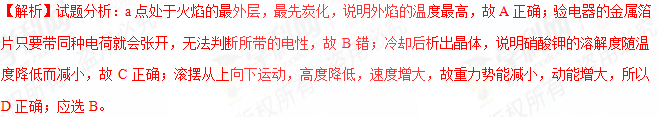 【解析】试题分析：a 点处于火焰的最外层，最先炭化，说明外焰的温度最高，故 A 正确；验电器的金属箔
片只要带同种电荷就会张开，无法判断所带的电性，故 B 错；冷却后析出晶体，说明硝酸钾的溶解度随温
度降低而减小，故 C 正确；滚摆从上向下运动，高度降低，速度增大，故重力势能减小，动能增大，所以
D 正确；应选 B。